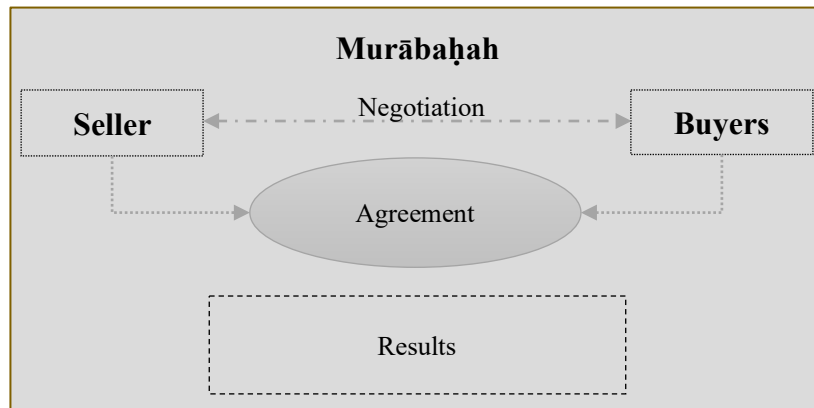 Murābaḥah
Negotiation
Seller
Buyers
Agreement
Results